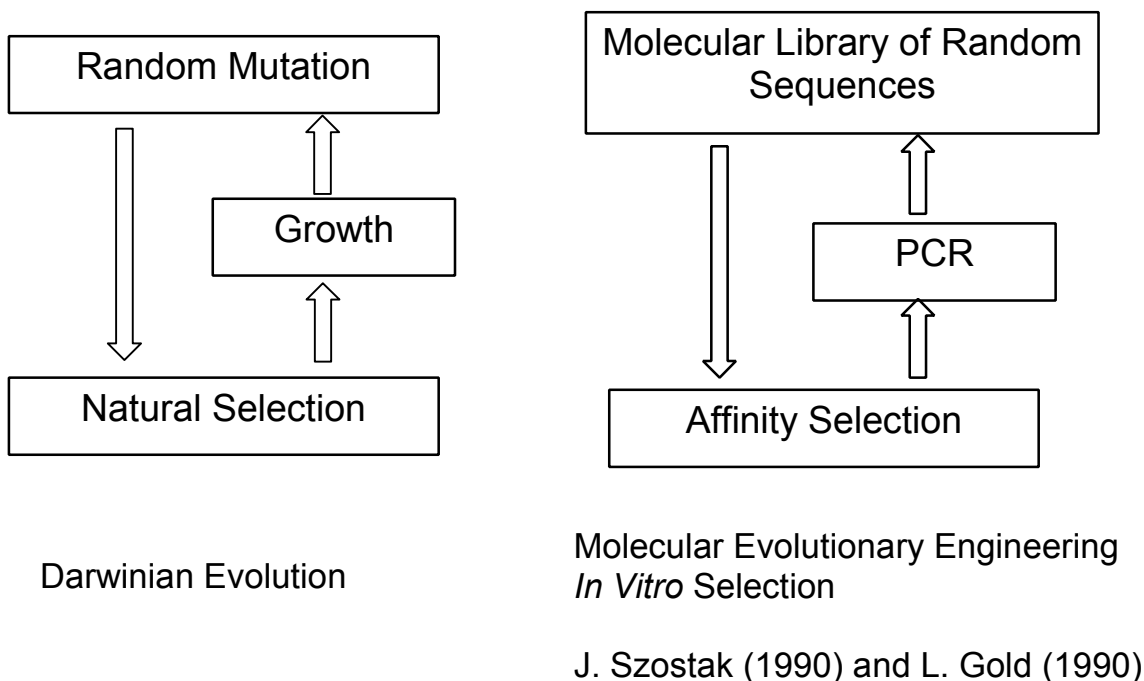 Random Mutation
Growth
Natural Selection
Darwinian Evolution
Molecular Library of Random
Sequences
PCR
Affinity Selection
Molecular Evolutionary Engineering
In Vitro Selection
J. Szostak (1990) and L. Gold (1990)